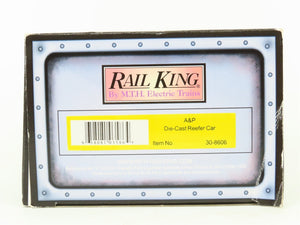 RAIL KING
By M.T.H. Electric Trains
A&P
Die-Cast Reefer Car
Item No 30-8606